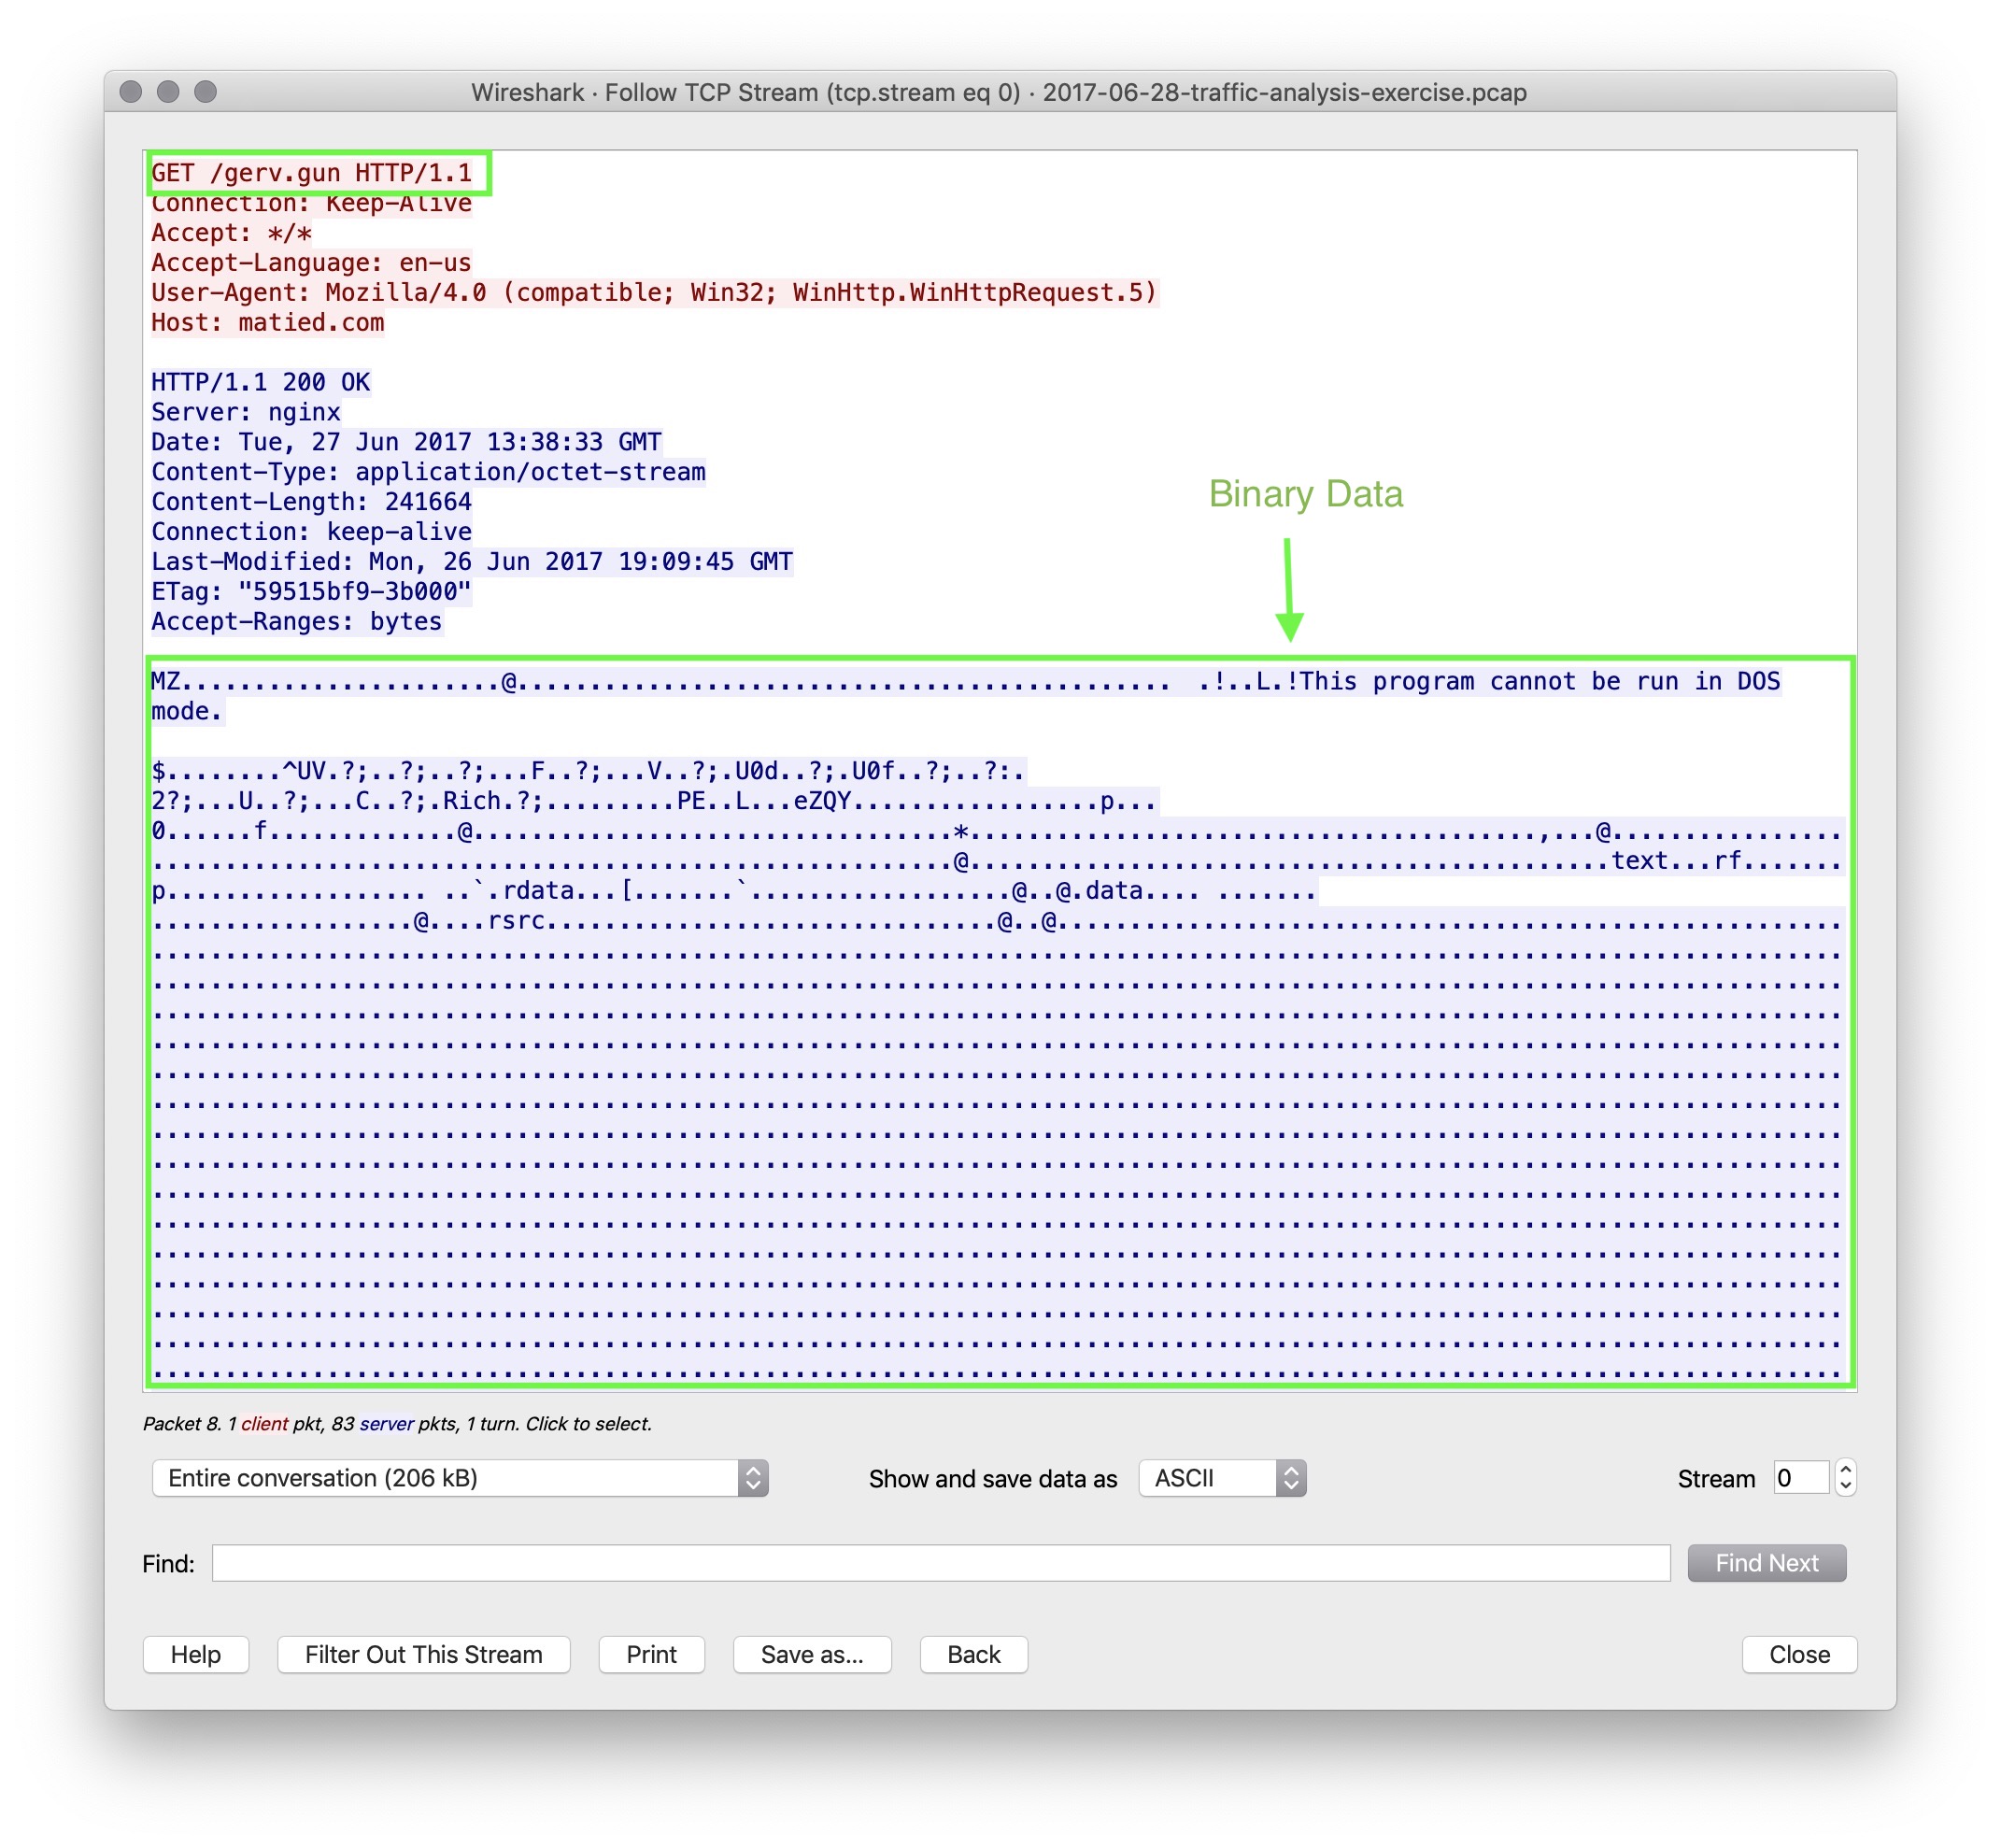 Wireshark · Follow TCP Stream (tcp.stream eq 0) · 2017-06-28-traffic-analysis-exercise.pcap
GET /gerv.gun HTTP/1.1
Connection: Keep-Alive
Accept: */*
Accept-Language: en-us
User-Agent: Mozilla/4.0 (compatible; Win32; WinHttp.WinHttpRequest.5)
Host: matied.com
HTTP/1.1 200 OK
Server: nginx
Date: Tue, 27 Jun 2017 13:38:33 GMT
Content-Type: application/octet-stream
Content-Length: 241664
Connection: keep-alive
Last-Modified: Mon, 26 Jun 2017 19:09:45 GMT
ETag: "59515bf9-3b000"
Accept-Ranges: bytes
Binary Data
MZ......................@............................................. .!..L.!This program cannot be run in DOS
mode.
$........^UV.?;..?;..?;...F..?;...V..?;.U0d..?;.U0f..?;..?:.
2?;...U..?;...C..?;.Rich.?;.........PE..L...eZQY.................p...
0......f.............@.................................*.......................................,...@................
.......................................................@............................................text...rf.......
p.................. ..`.rdata...[.......`..................@..@.data.... .......
..................@....rsrc...............................@..@......................................................
Packet 8. 1 client pkt, 83 server pkts, 1 turn. Click to select.
Entire conversation (206 kB)
Show and save data as
ASCII
Stream
0
Find:
Find Next
Help
Filter Out This Stream
Print
Save as...
Back
Close